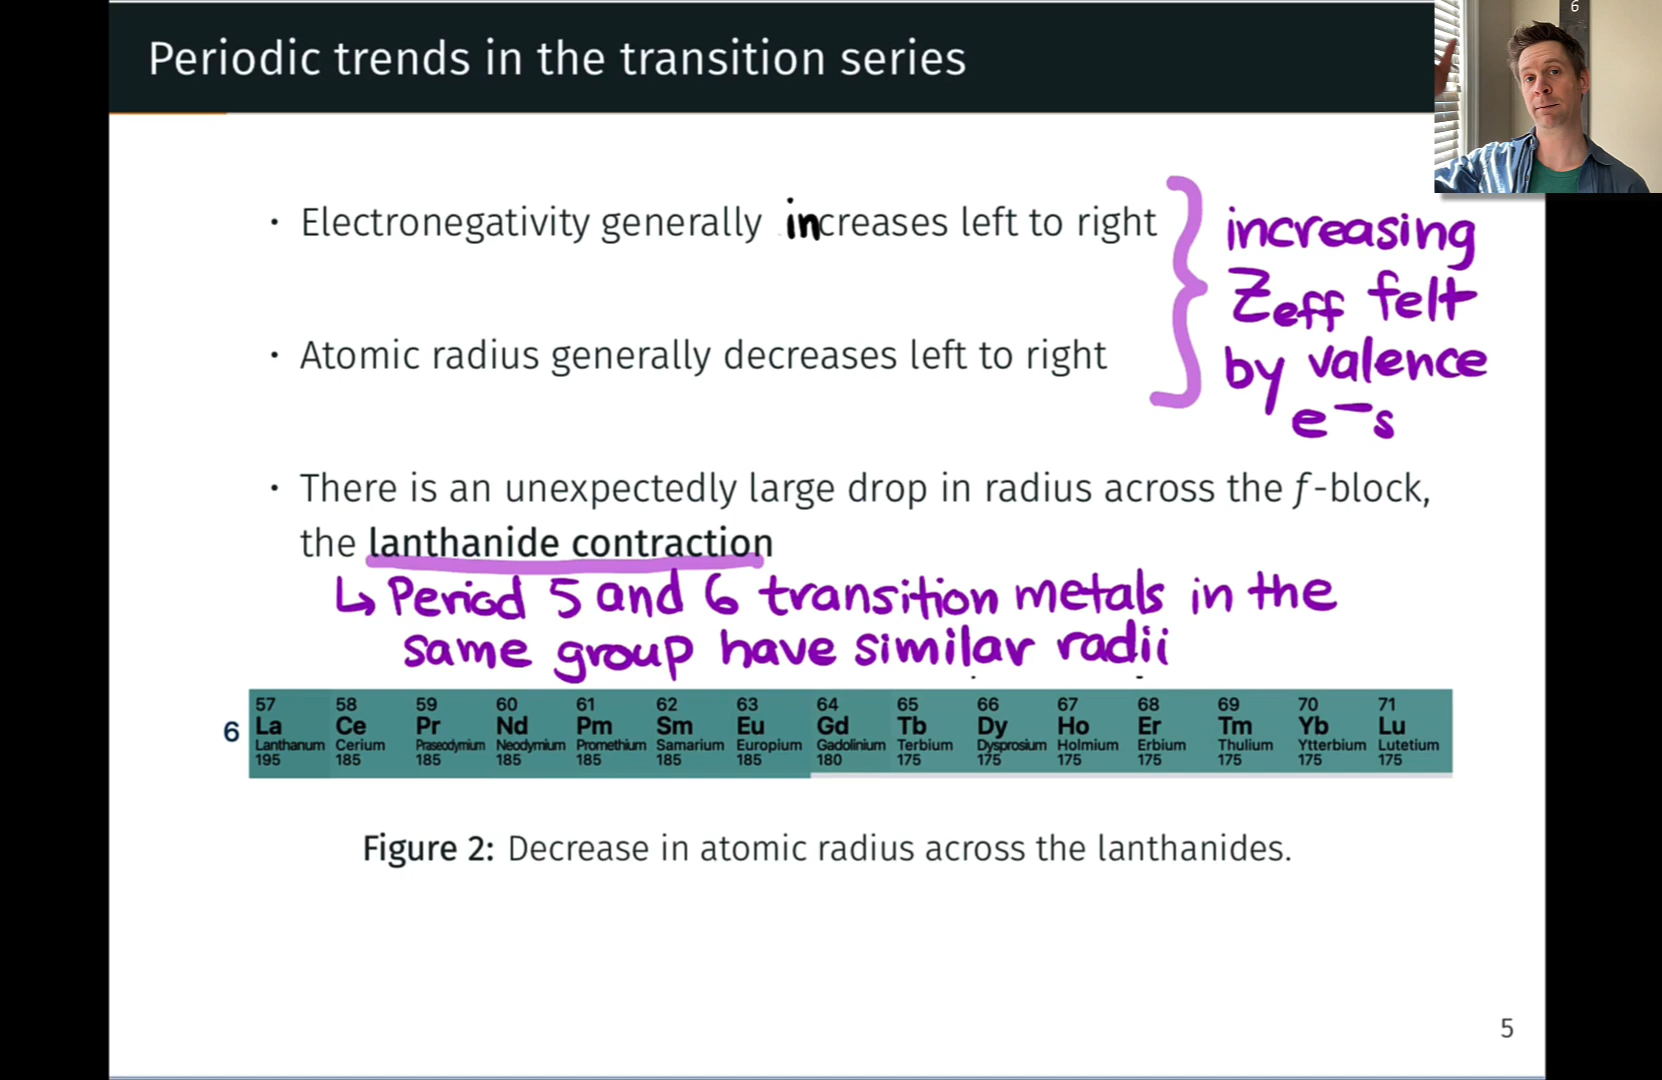 6
Periodic trends in the transition series
• Electronegativity generally increases left to right
• Atomic radius generally decreases left to right
increasing
Zeff felt
by valence
e⁻s
• There is an unexpectedly large drop in radius across the f-block,
the lanthanide contraction
↳ Period 5 and 6 transition metals in the
same group have similar radii
57 58 59 60 61 62 63 64 65 66 67 68 69 70 71
6 La Ce Pr Nd Pm Sm Eu Gd Tb Dy Ho Er Tm Yb Lu
Lanthanum Cerium Praseodymium Neodymium Promethium Samarium Europium Gadolinium Terbium Dysprosium Holmium Erbium Thulium Ytterbium Lutetium
195 185 185 185 185 185 185 180 175 175 175 175 175 175 175
Figure 2: Decrease in atomic radius across the lanthanides.
5